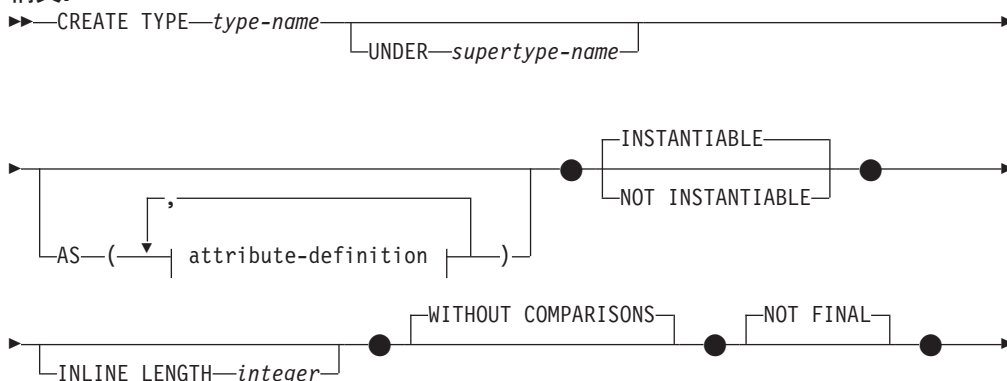 CREATE TYPE type-name
UNDER supertype-name
INSTANTIABLE
NOT INSTANTIABLE
,
AS ( attribute-definition )
WITHOUT COMPARISONS
NOT FINAL
INLINE LENGTH integer